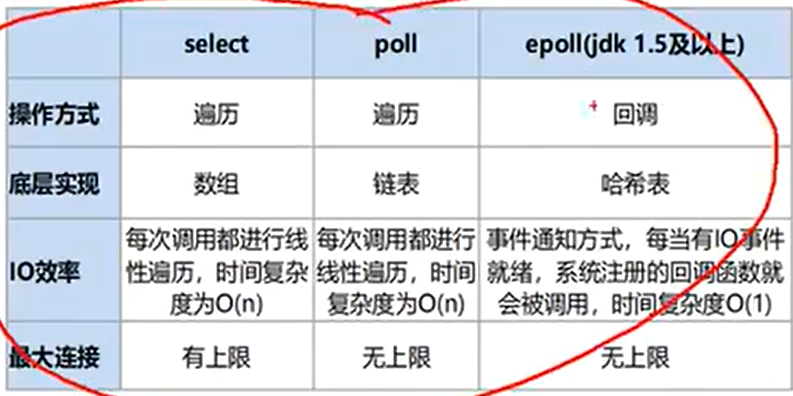 select poll epoll(jdk 1.5及以上)
操作方式 遍历 遍历 回调
底层实现 数组 链表 哈希表
每次调用都进行线 每次调用都进行 事件通知方式，每当有IO事件
IO效率 性遍历，时间复杂 线性遍历，时间 就绪，系统注册的回调函数就
度为O(n) 复杂度为O(n) 会被调用，时间复杂度O(1)
最大连接 有上限 无上限 无上限